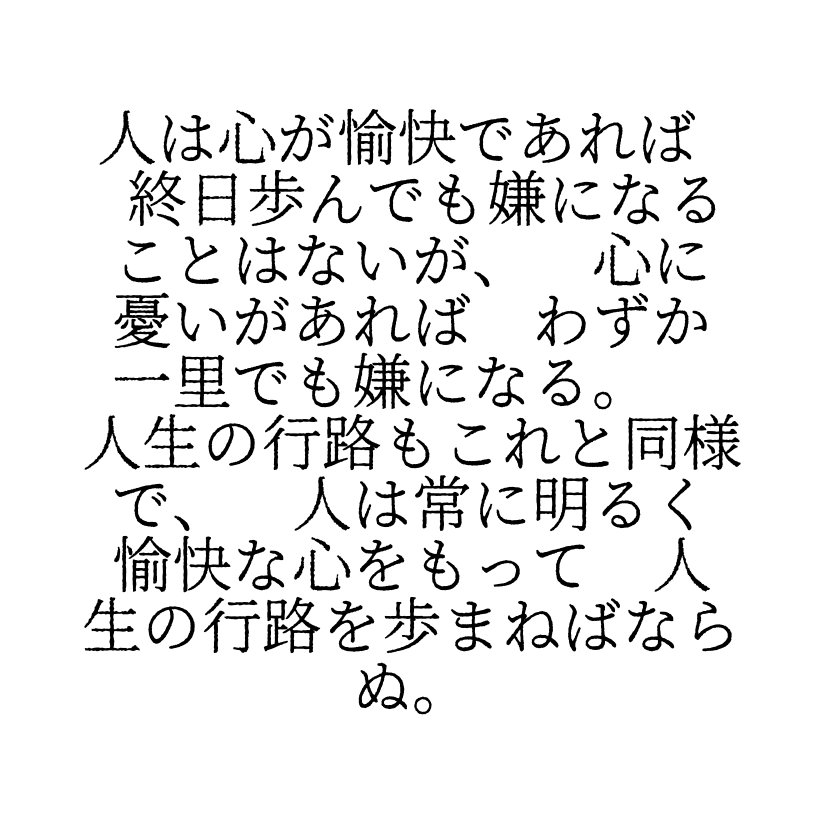 人は心が愉快であれば
終日歩んでも嫌になる
ことはないが、　心に
憂いがあれば　わずか
一里でも嫌になる。
人生の行路もこれと同様
で、　　人は常に明るく
愉快な心をもって　人
生の行路を歩まねばなら
ぬ。